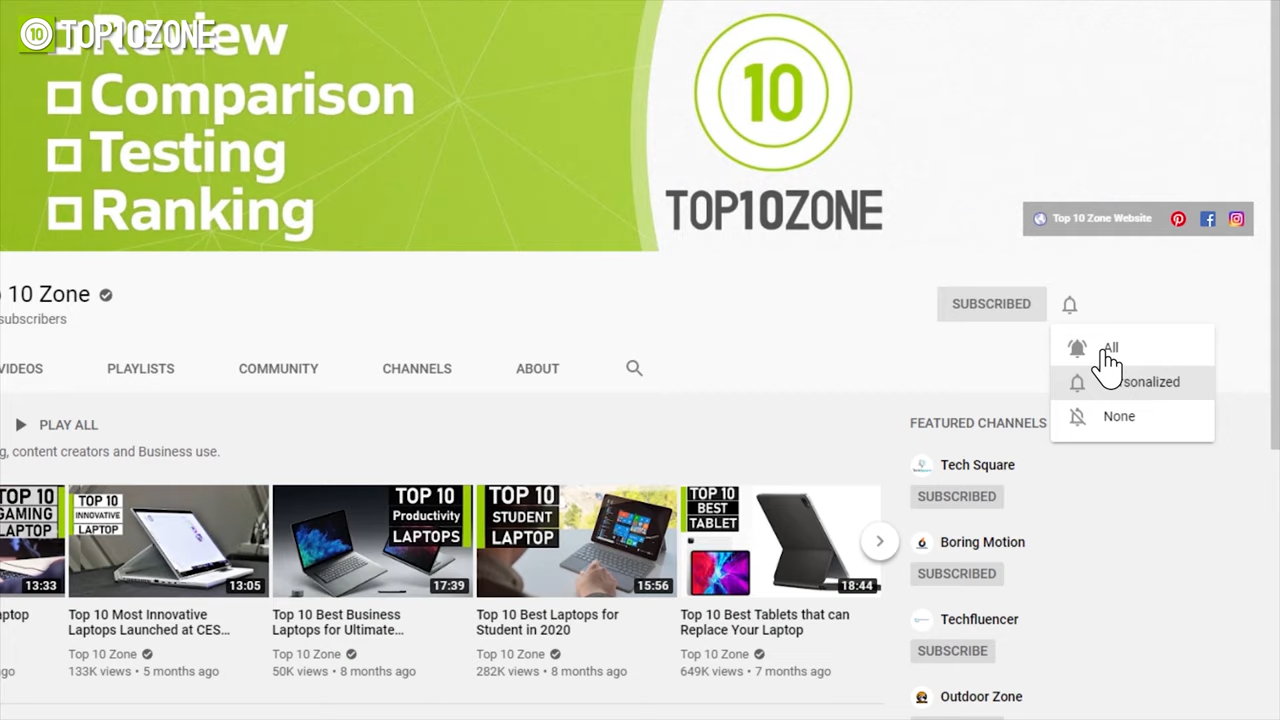 TOP10ZONE
Review
Comparison
Testing
Ranking
10
TOP10ZONE
Top 10 Zone Website
10 Zone
subscribers
SUBSCRIBED
All
Personalized
None
VIDEOS
PLAYLISTS
COMMUNITY
CHANNELS
ABOUT
PLAY ALL
g, content creators and Business use.
FEATURED CHANNELS
Tech Square
SUBSCRIBED
Boring Motion
SUBSCRIBED
Techfluencer
SUBSCRIBE
Outdoor Zone
TOP 10
GAMING
LAPTOP
13:33
TOP 10
INNOVATIVE
LAPTOP
13:05
TOP 10
Productivity
LAPTOPS
17:39
TOP 10
STUDENT
LAPTOP
15:56
TOP 10
BEST
TABLET
18:44
aptop
ago
Top 10 Most Innovative
Laptops Launched at CES...
Top 10 Zone
133K views • 5 months ago
Top 10 Best Business
Laptops for Ultimate...
Top 10 Zone
50K views • 8 months ago
Top 10 Best Laptops for
Student in 2020
Top 10 Zone
282K views • 8 months ago
Top 10 Best Tablets that can
Replace Your Laptop
Top 10 Zone
649K views • 7 months ago